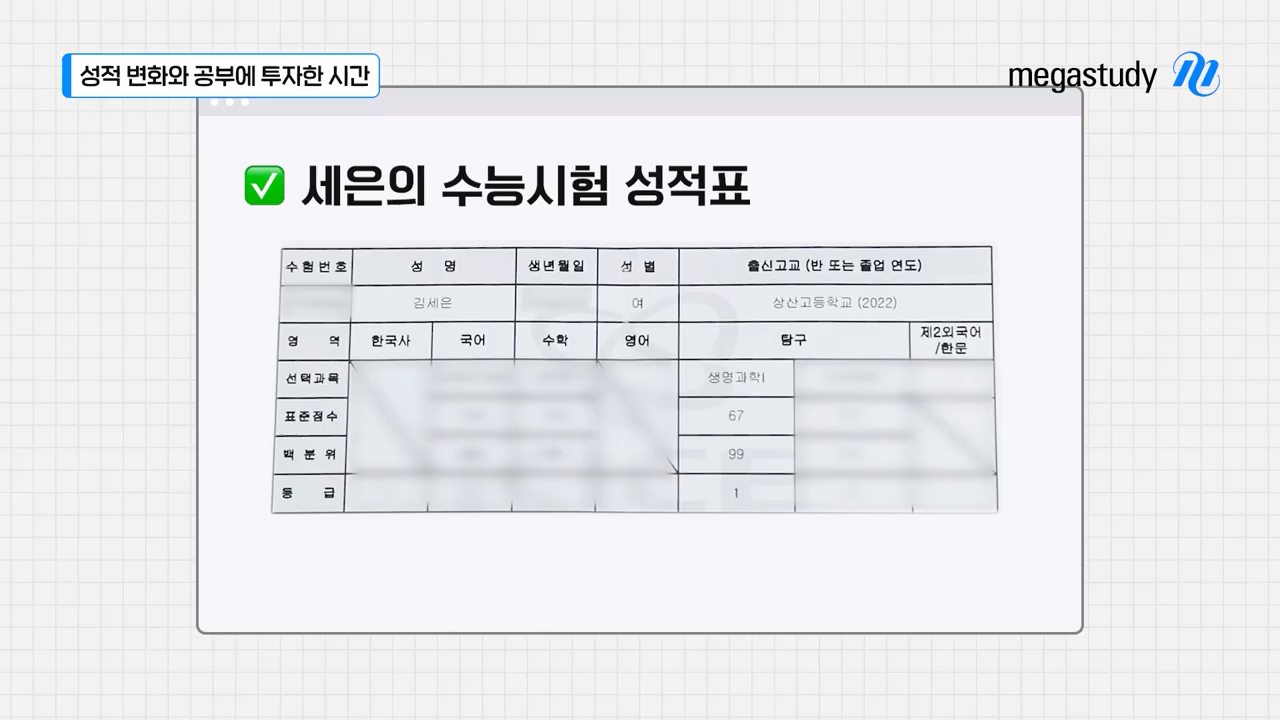 성적 변화와 공부에 투자한 시간
megastudy
✅ 세은의 수능시험 성적표
수험번호 성 명 생년월일 성 별 출신고교 (반 또는 졸업 연도)
김세은 여 상산고등학교 (2022)
영 역 한국사 국어 수학 영어 탐구 제2외국어
/한문
선택과목 생명과학Ⅰ
표준점수 67
백 분 위 99
등 급 1